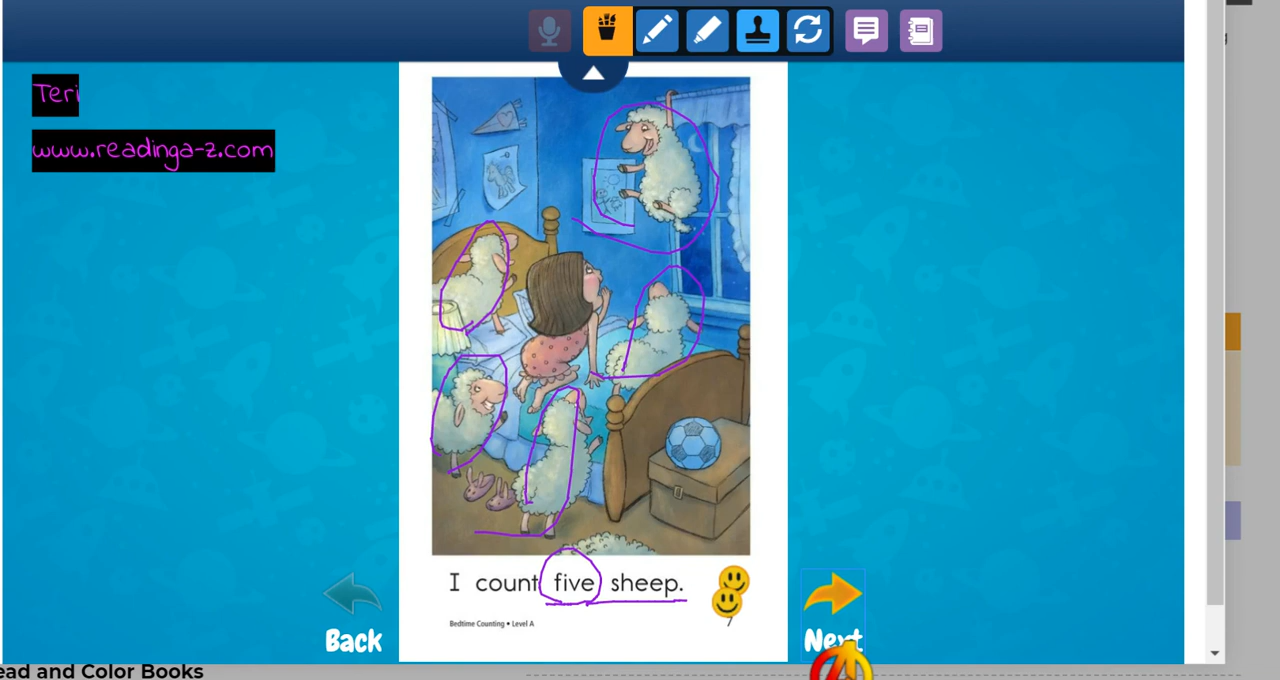 Teri
www.readinga-z.com
I count five sheep.
Bedtime Counting • Level A
7
Back
Next
ead and Color Books